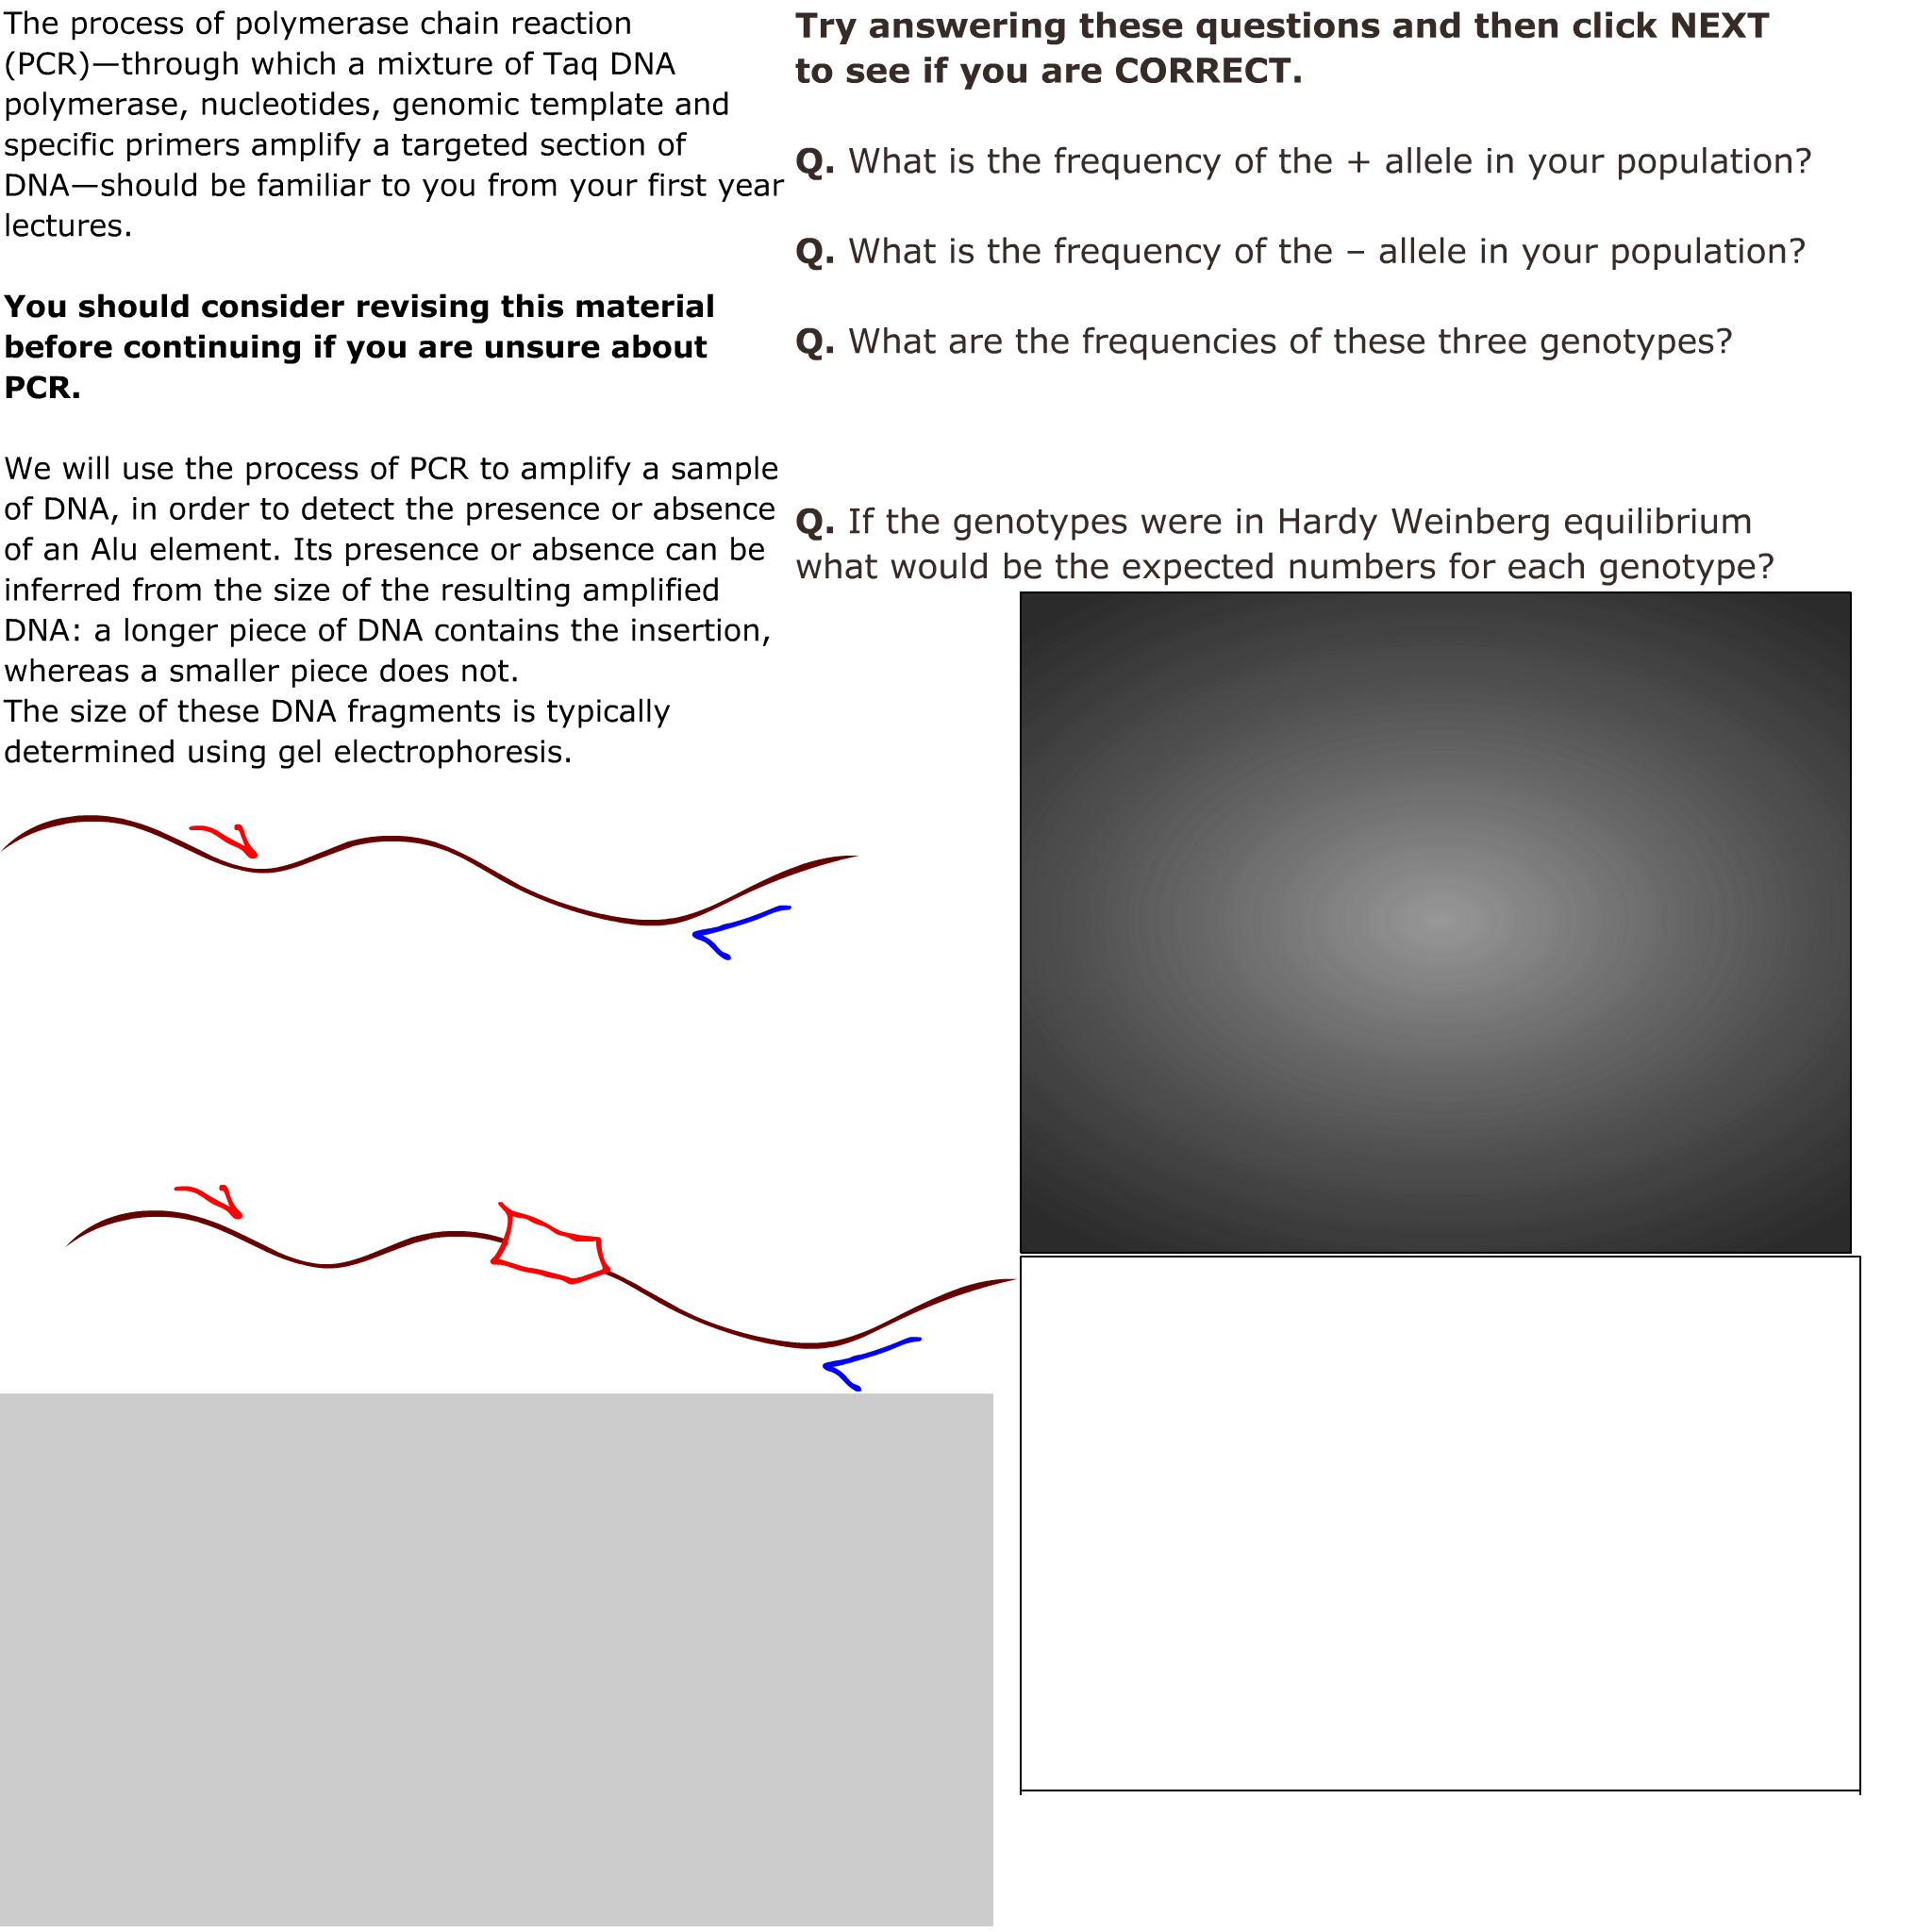 The process of polymerase chain reaction
(PCR)—through which a mixture of Taq DNA
polymerase, nucleotides, genomic template and
specific primers amplify a targeted section of
DNA—should be familiar to you from your first year
lectures.
You should consider revising this material
before continuing if you are unsure about
PCR.
We will use the process of PCR to amplify a sample
of DNA, in order to detect the presence or absence
of an Alu element. Its presence or absence can be
inferred from the size of the resulting amplified
DNA: a longer piece of DNA contains the insertion,
whereas a smaller piece does not.
The size of these DNA fragments is typically
determined using gel electrophoresis.
Try answering these questions and then click NEXT
to see if you are CORRECT.
Q. What is the frequency of the + allele in your population?
Q. What is the frequency of the – allele in your population?
Q. What are the frequencies of these three genotypes?
Q. If the genotypes were in Hardy Weinberg equilibrium
what would be the expected numbers for each genotype?